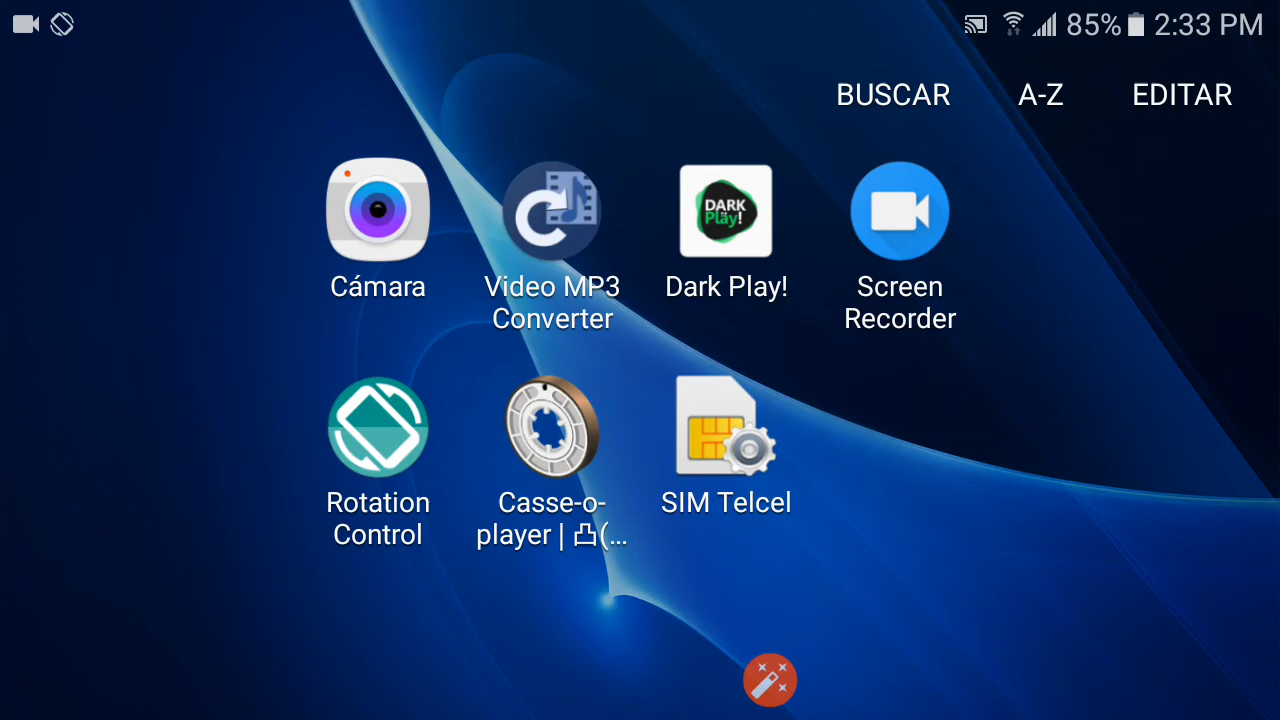 85% 2:33 PM
BUSCAR A-Z EDITAR
DARK
Play!
Cámara
Video MP3
Converter
Dark Play!
Screen
Recorder
Rotation
Control
Casse-o-
player | 凸(...
SIM Telcel